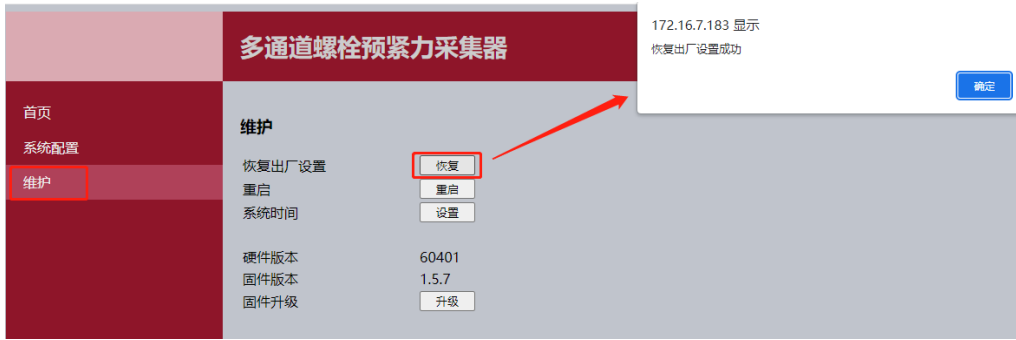 多通道螺栓预紧力采集器
172.16.7.183 显示
恢复出厂设置成功
确定
首页
系统配置
维护
维护
恢复出厂设置 恢复
重启 重启
系统时间 设置
硬件版本 60401
固件版本 1.5.7
固件升级 升级